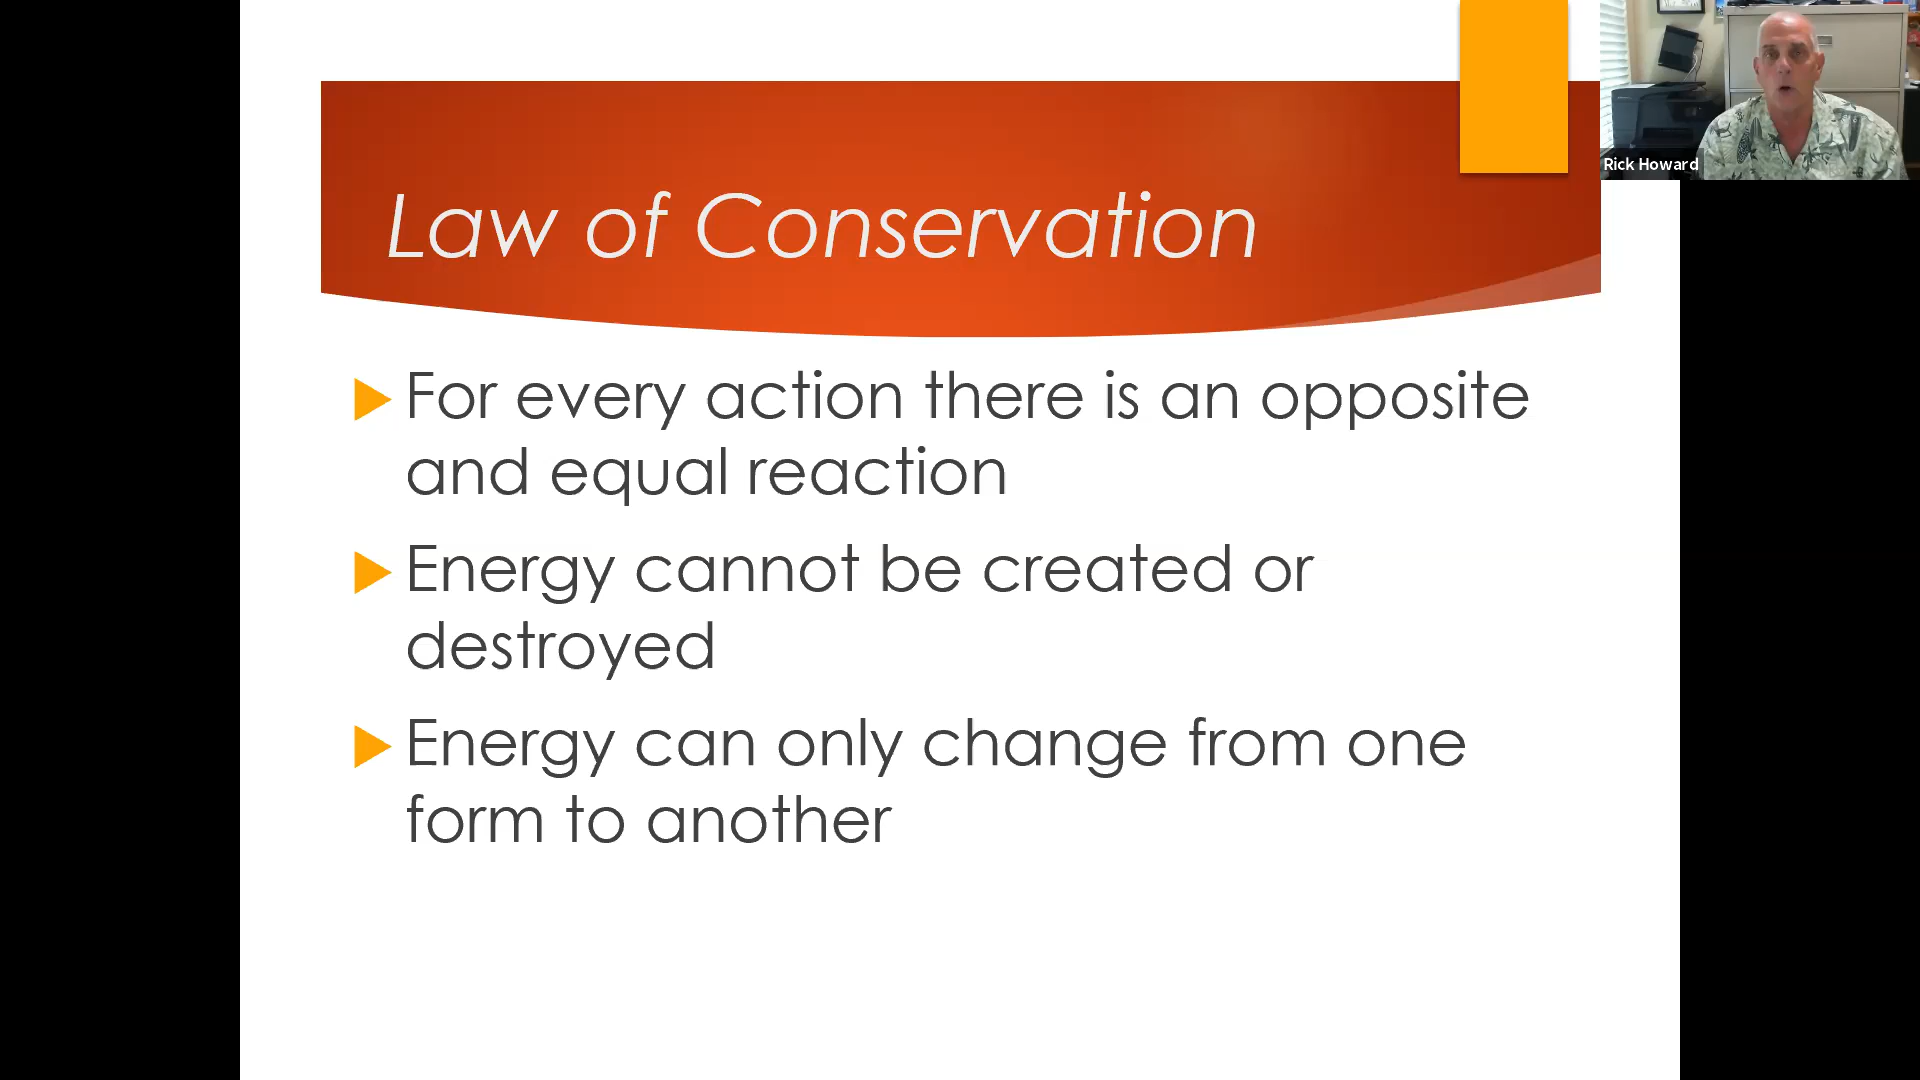 Law of Conservation
Rick Howard
For every action there is an opposite
and equal reaction
Energy cannot be created or
destroyed
Energy can only change from one
form to another